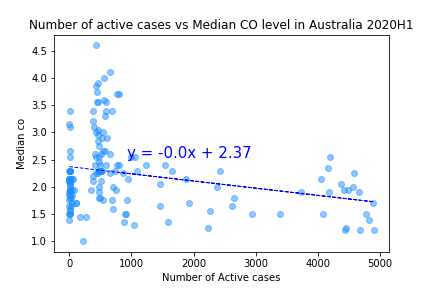 Number of active cases vs Median CO level in Australia 2020H1
4.5
4.0
3.5
3.0
2.5
2.0
1.5
1.0
Median co
y = -0.0x + 2.37
0 1000 2000 3000 4000 5000
Number of Active cases